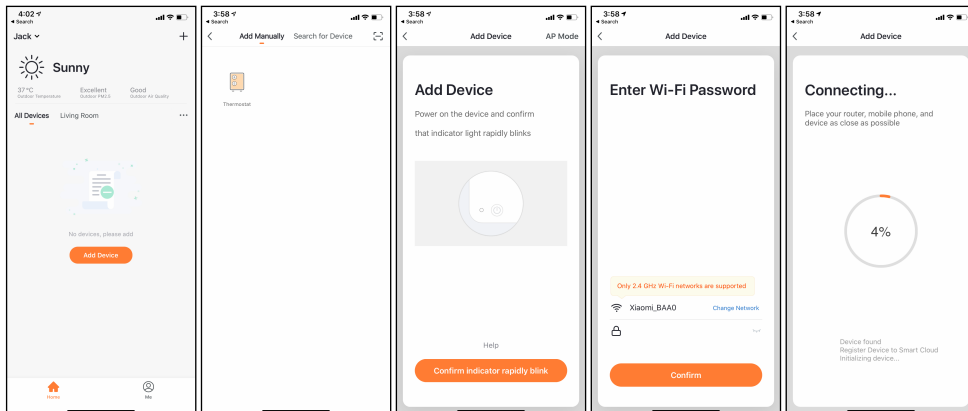 4:02
Search
Jack
Sunny
37°C
Outdoor Temperature
Excellent
Outdoor PM2.5
Good
Outdoor Air Quality
All Devices
Living Room
No devices, please add
Add Device
Home
Me
3:58
Search
Add Manually
Search for Device
Thermostat
3:58
Search
Add Device
AP Mode
Add Device
Power on the device and confirm
that indicator light rapidly blinks
Help
Confirm indicator rapidly blink
3:58
Search
Add Device
Enter Wi-Fi Password
Only 2.4 GHz Wi-Fi networks are supported
Xiaomi_BAA0
Change Network
Confirm
3:58
Search
Add Device
Connecting...
Place your router, mobile phone, and
device as close as possible
4%
Device found
Register Device to Smart Cloud
Initializing device...